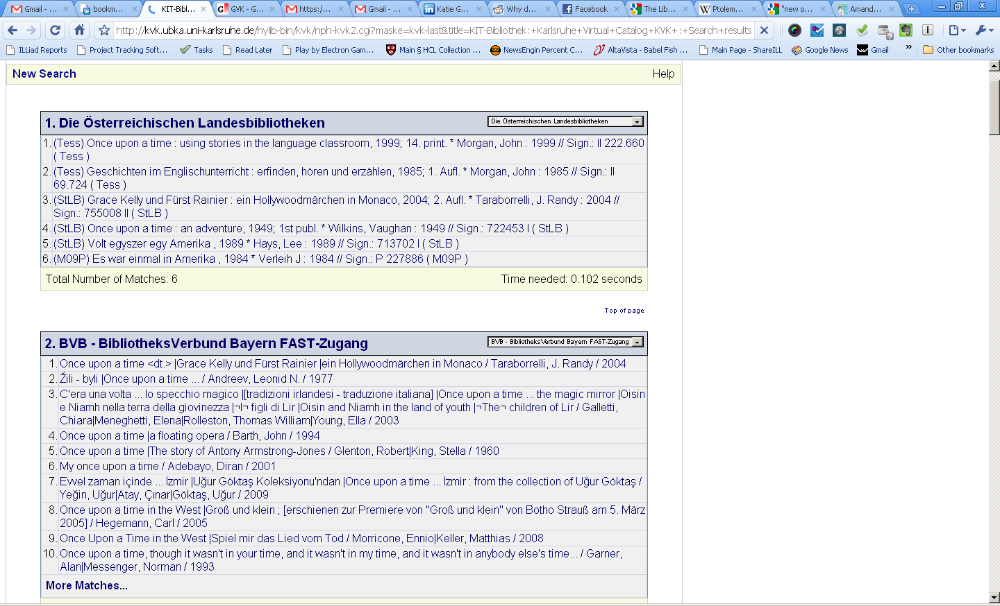 Gmail - ...
bookm...
KIT-Bibl...
GVK - G...
https:/...
Gmail - ...
Katie G...
Why d...
Facebook
The Lib...
Ptolem...
"new o...
Amand...
http://kvk.ubka.uni-karlsruhe.de/hylib-bin/kvk/nph-kvk2.cgi?maske=kvk-last&title=KIT-Bibliothek:+Karlsruhe+Virtual+Catalog+KVK+:+Search+results
ILLiad Reports
Project Tracking Soft...
Tasks
Read Later
Play by Electron Gam...
Main § HCL Collection ...
NewsEngin Percent C...
AltaVista - Babel Fish ...
Main Page - ShareILL
Google News
Gmail
»
Other bookmarks
New Search
Help
1. Die Österreichischen Landesbibliotheken
Die Österreichischen Landesbibliotheken
1. (Tess) Once upon a time : using stories in the language classroom, 1999; 14. print. * Morgan, John : 1999 // Sign.: II 222.660
( Tess )
2. (Tess) Geschichten im Englischunterricht : erfinden, hören und erzählen, 1985; 1. Aufl. * Morgan, John : 1985 // Sign.: II
69.724 ( Tess )
3. (StLB) Grace Kelly und Fürst Rainier : ein Hollywoodmärchen in Monaco, 2004; 2. Aufl. * Taraborrelli, J. Randy : 2004 //
Sign.: 755008 II ( StLB )
4. (StLB) Once upon a time : an adventure, 1949; 1st publ. * Wilkins, Vaughan : 1949 // Sign.: 722453 I ( StLB )
5. (StLB) Volt egyszer egy Amerika , 1989 * Hays, Lee : 1989 // Sign.: 713702 I ( StLB )
6. (M09P) Es war einmal in Amerika , 1984 * Verleih J : 1984 // Sign.: P 227886 ( M09P )
Total Number of Matches: 6
Time needed: 0.102 seconds
Top of page
2. BVB - BibliotheksVerbund Bayern FAST-Zugang
BVB - BibliotheksVerbund Bayern FAST-Zugang
1. Once upon a time <dt.> |Grace Kelly und Fürst Rainier |ein Hollywoodmärchen in Monaco / Taraborrelli, J. Randy / 2004
2. Žili - byli |Once upon a time ... / Andreev, Leonid N. / 1977
3. C'era una volta ... lo specchio magico |[tradizioni irlandesi - traduzione italiana] |Once upon a time ... the magic mirror |Oisin
e Niamh nella terra della giovinezza |¬I¬ figli di Lir |Oisin and Niamh in the land of youth |¬The¬ children of Lir / Galletti,
Chiara|Meneghetti, Elena|Rolleston, Thomas William|Young, Ella / 2003
4. Once upon a time |a floating opera / Barth, John / 1994
5. Once upon a time |The story of Antony Armstrong-Jones / Glenton, Robert|King, Stella / 1960
6. My once upon a time / Adebayo, Diran / 2001
7. Evvel zaman içinde ... İzmir |Uğur Göktaş Koleksiyonu'ndan |Once upon a time ... İzmir : from the collection of Uğur Göktaş /
Yeğin, Uğur|Atay, Çınar|Göktaş, Uğur / 2009
8. Once upon a time in the West |Groß und klein ; [erschienen zur Premiere von "Groß und klein" von Botho Strauß am 5. März
2005] / Hegemann, Carl / 2005
9. Once Upon a Time in the West |Spiel mir das Lied vom Tod / Morricone, Ennio|Keller, Matthias / 2008
10. Once upon a time, though it wasn't in your time, and it wasn't in my time, and it wasn't in anybody else's time... / Garner,
Alan|Messenger, Norman / 1993
More Matches...